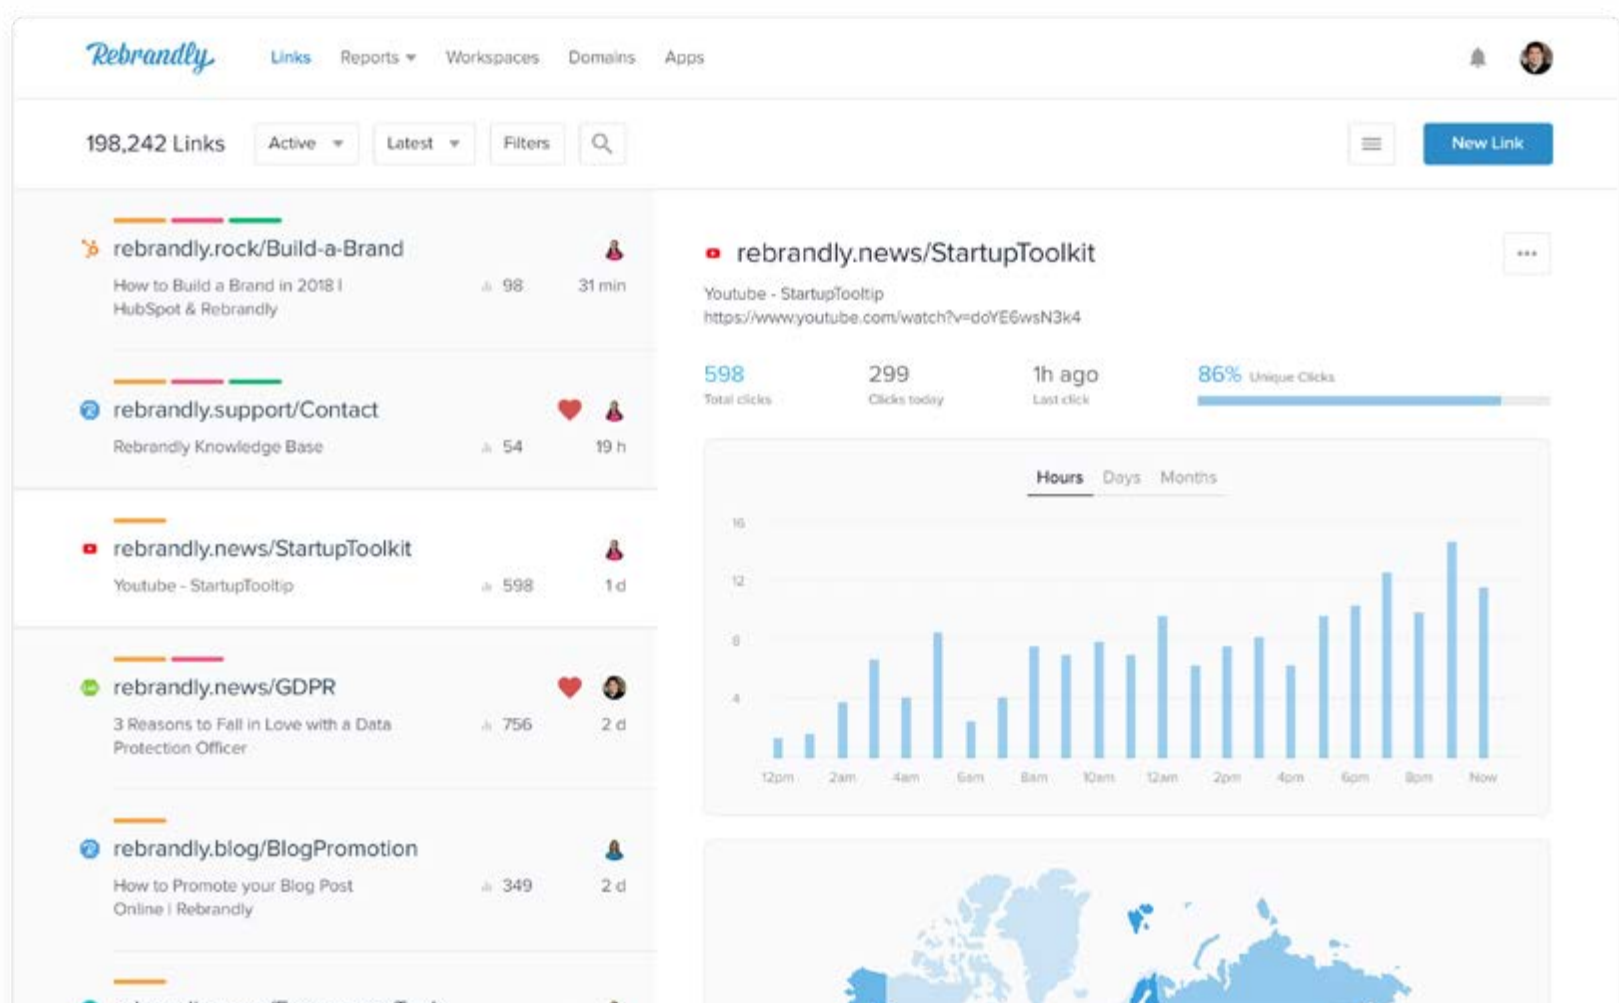 Rebrandly Links Reports Workspaces Domains Apps
198,242 Links Active Latest Filters New Link
rebrandly.rock/Build-a-Brand
How to Build a Brand in 2018 | 98 31 min
HubSpot & Rebrandly
rebrandly.support/Contact
Rebrandly Knowledge Base 54 19 h
rebrandly.news/StartupToolkit
Youtube - StartupTooltip 598 1 d
rebrandly.news/GDPR
3 Reasons to Fall in Love with a Data 756 2 d
Protection Officer
rebrandly.blog/BlogPromotion
How to Promote your Blog Post 349 2 d
Online | Rebrandly
rebrandly.news/StartupToolkit
Youtube - StartupTooltip
https://www.youtube.com/watch?v=doYE6wsN3k4
598 299 1h ago 86% Unique Clicks
Total clicks Clicks today Last click
Hours Days Months
16
12
8
4
12pm 2am 4am 6am 8am 10am 12am 2pm 4pm 6pm 8pm Now